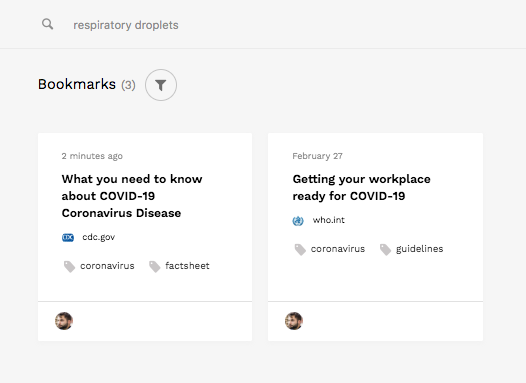 respiratory droplets
Bookmarks (3)
2 minutes ago
What you need to know
about COVID-19
Coronavirus Disease
CDC cdc.gov
coronavirus factsheet
February 27
Getting your workplace
ready for COVID-19
who.int
coronavirus guidelines